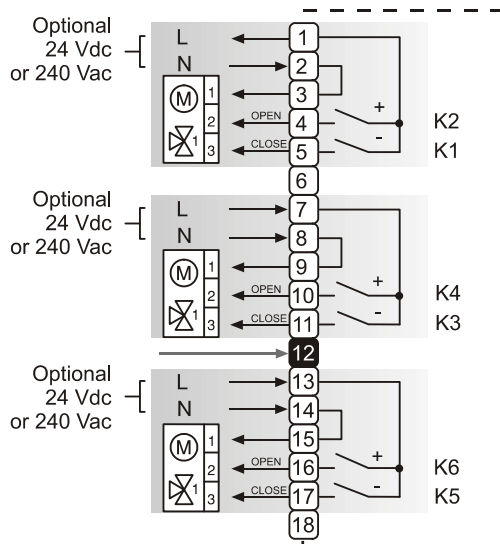 Optional
24 Vdc
or 240 Vac
L
N
1
2
3
4
5
6
M
1
2
3
1
OPEN
CLOSE
+
-
K2
K1
Optional
24 Vdc
or 240 Vac
L
N
7
8
9
10
11
12
M
1
2
3
1
OPEN
CLOSE
+
-
K4
K3
Optional
24 Vdc
or 240 Vac
L
N
13
14
15
16
17
18
M
1
2
3
1
OPEN
CLOSE
+
-
K6
K5